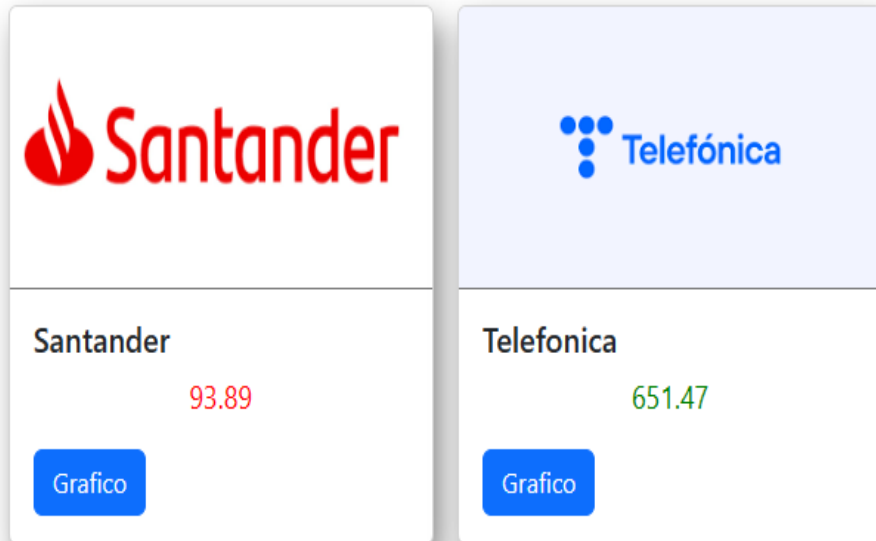 Santander
Telefónica
Santander
Telefonica
93.89
651.47
Grafico
Grafico